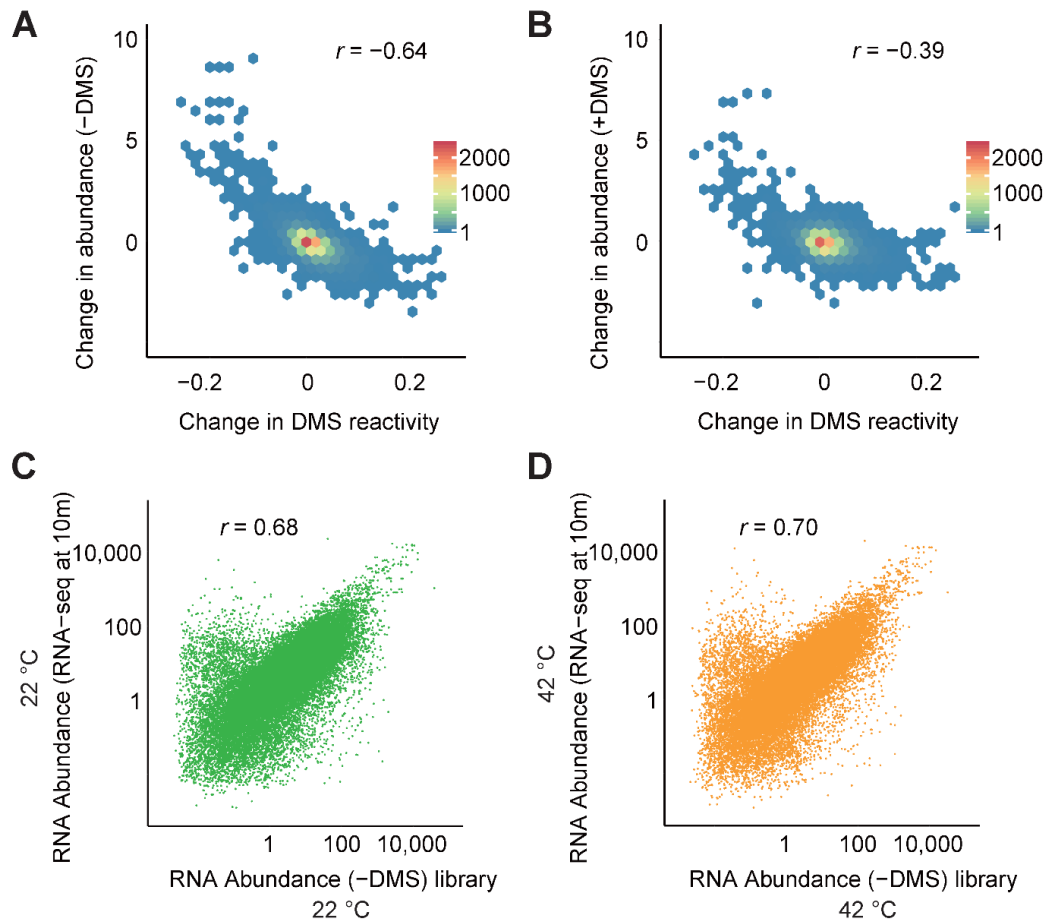 A
Change in abundance (−DMS)
10
5
0
r = −0.64
2000
1000
1
−0.2 0 0.2
Change in DMS reactivity
B
Change in abundance (+DMS)
10
5
0
r = −0.39
2000
1000
1
−0.2 0 0.2
Change in DMS reactivity
C
22 °C
RNA Abundance (RNA−seq at 10m)
10,000
100
1
r = 0.68
1 100 10,000
RNA Abundance (−DMS) library
22 °C
D
42 °C
RNA Abundance (RNA−seq at 10m)
10,000
100
1
r = 0.70
1 100 10,000
RNA Abundance (−DMS) library
42 °C